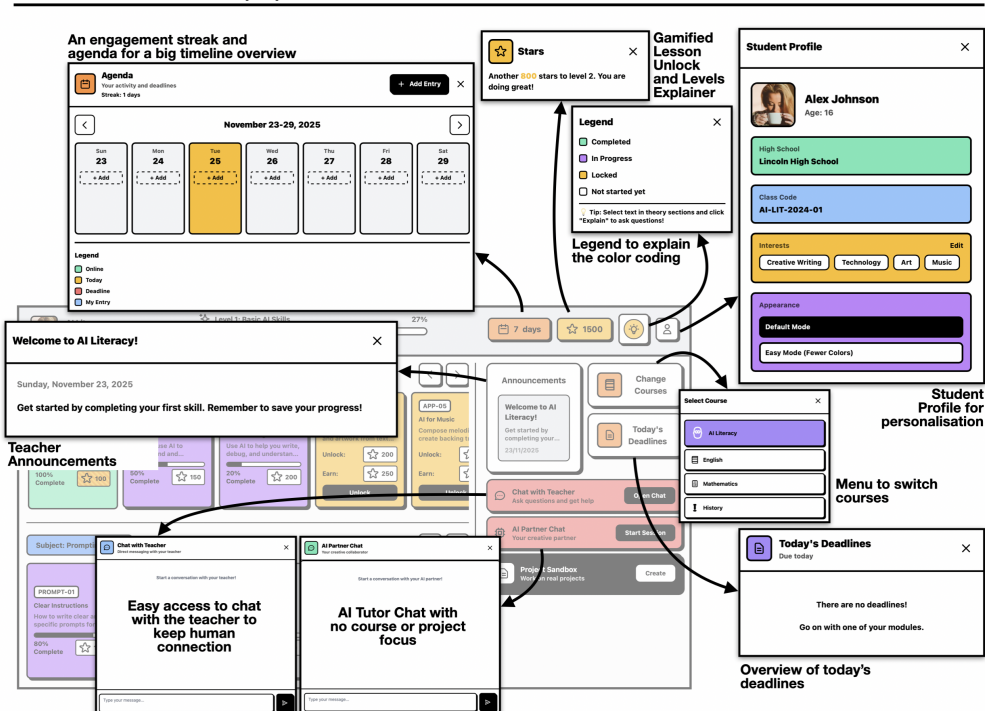 An engagement streak and
agenda for a big timeline overview
Agenda
Your activity and deadlines
Streak: 1 days
+ Add Entry
November 23-29, 2025
Sun
23
+ Add
Mon
24
+ Add
Tue
25
+ Add
Wed
26
+ Add
Thu
27
+ Add
Fri
28
+ Add
Sat
29
+ Add
Legend
Online
Today
Deadline
My Entry
Stars
Another 800 stars to level 2. You are
doing great!
Gamified
Lesson
Unlock
and Levels
Explainer
Legend
Completed
In Progress
Locked
Not started yet
Tip: Select text in theory sections and click
"Explain" to ask questions!
Legend to explain
the color coding
Student Profile
Alex Johnson
Age: 16
High School
Lincoln High School
Class Code
AI-LIT-2024-01
Interests
Edit
Creative Writing
Technology
Art
Music
Appearance
Default Mode
Easy Mode (Fewer Colors)
Student
Profile for
personalisation
Level 1: Basic AI Skills
27%
7 days
1500
Welcome to AI Literacy!
Sunday, November 23, 2025
Get started by completing your first skill. Remember to save your progress!
Teacher
Announcements
100%
Complete
100
Use AI to
50%
Complete
150
Use AI to help you write,
debug, and understan...
20%
Complete
200
Unlock:
200
Earn:
250
Unlock
APP-05
AI for Music
Compose melodi
create backing t
Unlock:
Earn:
Unlock
Announcements
Welcome to AI
Literacy!
Get started by
completing your...
23/11/2025
Change
Courses
Today's
Deadlines
Chat with Teacher
Ask questions and get help
Open Chat
AI Partner Chat
Your creative partner
Start Session
Project Sandbox
Work on real projects
Create
Select Course
AI Literacy
English
Mathematics
History
Menu to switch
courses
Today's Deadlines
Due today
There are no deadlines!
Go on with one of your modules.
Overview of today's
deadlines
Subject: Prompti
PROMPT-01
Clear Instructions
How to write clear a
specific prompts for
80%
Complete
Chat with Teacher
Direct messaging with your teacher
Start a conversation with your teacher!
Easy access to chat
with the teacher to
keep human
connection
Type your message...
AI Partner Chat
Your creative collaborator
Start a conversation with your AI partner!
AI Tutor Chat with
no course or project
focus
Type your message...